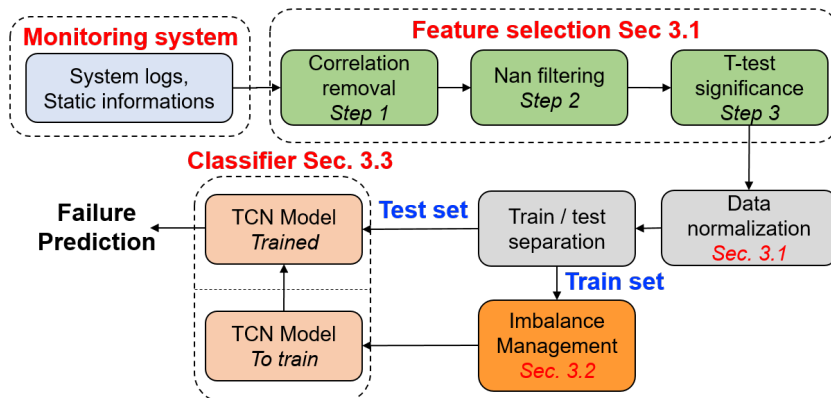 Monitoring system
System logs,
Static informations
Feature selection Sec 3.1
Correlation
removal
Step 1
Nan filtering
Step 2
T-test
significance
Step 3
Classifier Sec. 3.3
Failure
Prediction
TCN Model
Trained
Test set
Train / test
separation
Data
normalization
Sec. 3.1
Train set
TCN Model
To train
Imbalance
Management
Sec. 3.2